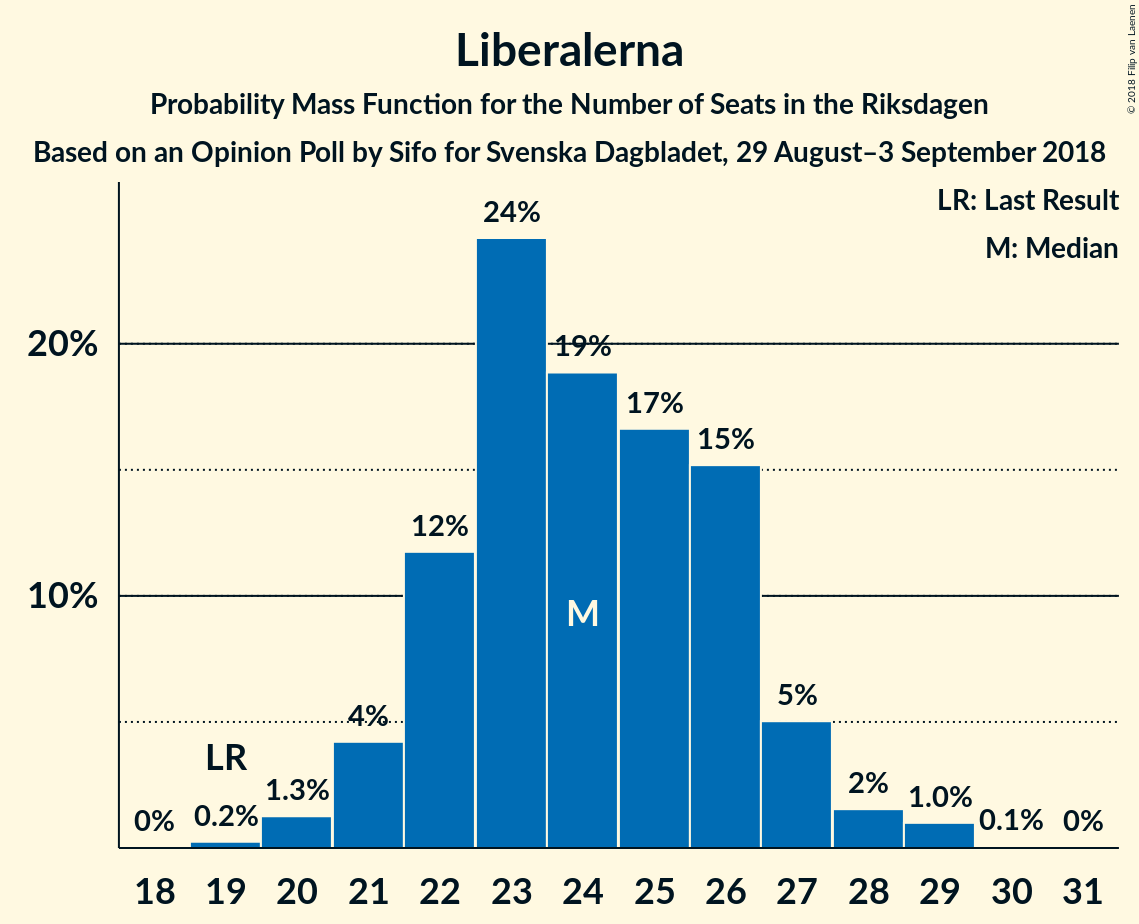 Liberalerna
Probability Mass Function for the Number of Seats in the Riksdagen
Based on an Opinion Poll by Sifo for Svenska Dagbladet, 29 August–3 September 2018
© 2018 Filip van Laenen
LR: Last Result
M: Median
20%
10%
0%
LR
0.2%
1.3%
4%
12%
24%
19%
M
17%
15%
5%
2%
1.0%
0.1%
0%
18 19 20 21 22 23 24 25 26 27 28 29 30 31